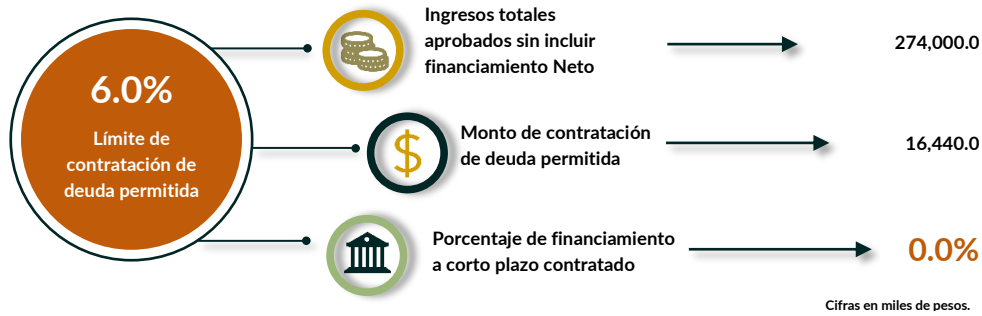 6.0%
Límite de
contratación de
deuda permitida
Ingresos totales
aprobados sin incluir
financiamiento Neto
274,000.0
$
Monto de contratación
de deuda permitida
16,440.0
Porcentaje de financiamiento
a corto plazo contratado
0.0%
Cifras en miles de pesos.